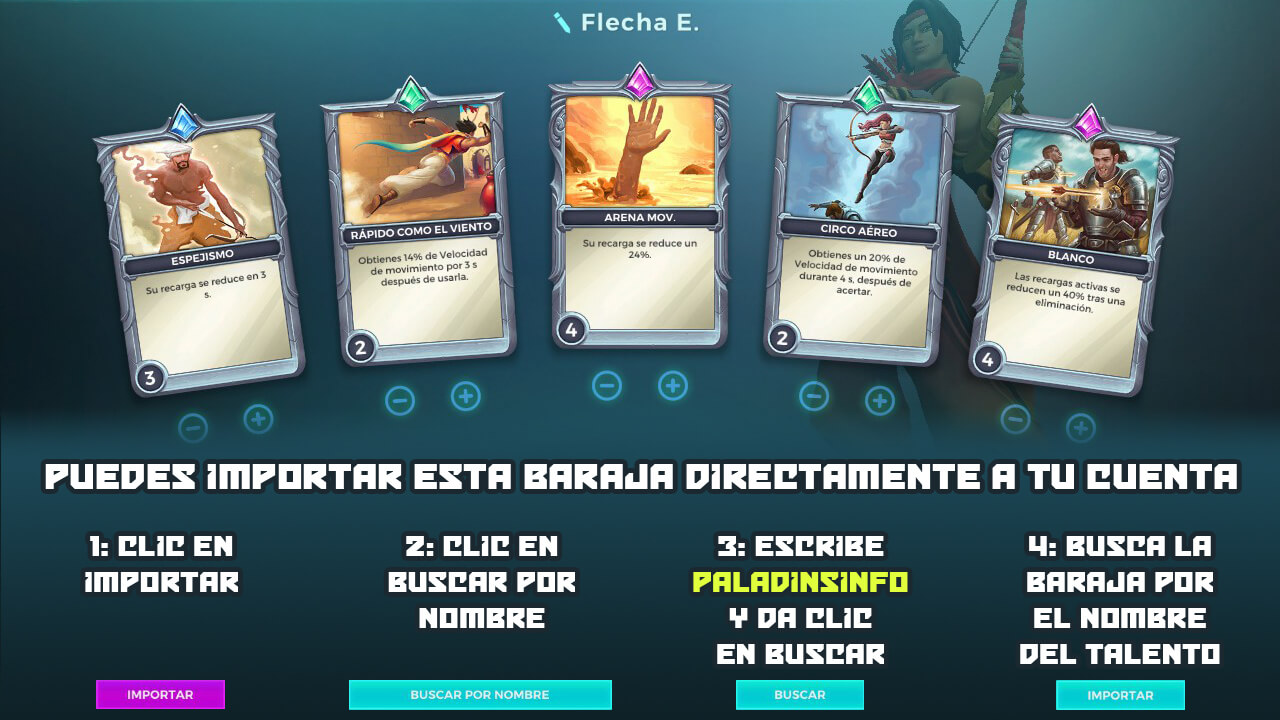 Flecha E.
ESPEJISMO
Su recarga se reduce en 3
s.
3
RÁPIDO COMO EL VIENTO
Obtienes 14% de Velocidad
de movimiento por 3 s
después de usarla.
2
ARENA MOV.
Su recarga se reduce un
24%.
4
CIRCO AÉREO
Obtienes un 20% de
Velocidad de movimiento
durante 4 s, después de
acertar.
2
BLANCO
Las recargas activas se
reducen un 40% tras una
eliminación.
4
PUEDES IMPORTAR ESTA BARAJA DIRECTAMENTE A TU CUENTA
1: CLIC EN
IMPORTAR
IMPORTAR
2: CLIC EN
BUSCAR POR
NOMBRE
BUSCAR POR NOMBRE
3: ESCRIBE
PALADINSINFO
Y DA CLIC
EN BUSCAR
BUSCAR
4: BUSCA LA
BARAJA POR
EL NOMBRE
DEL TALENTO
IMPORTAR